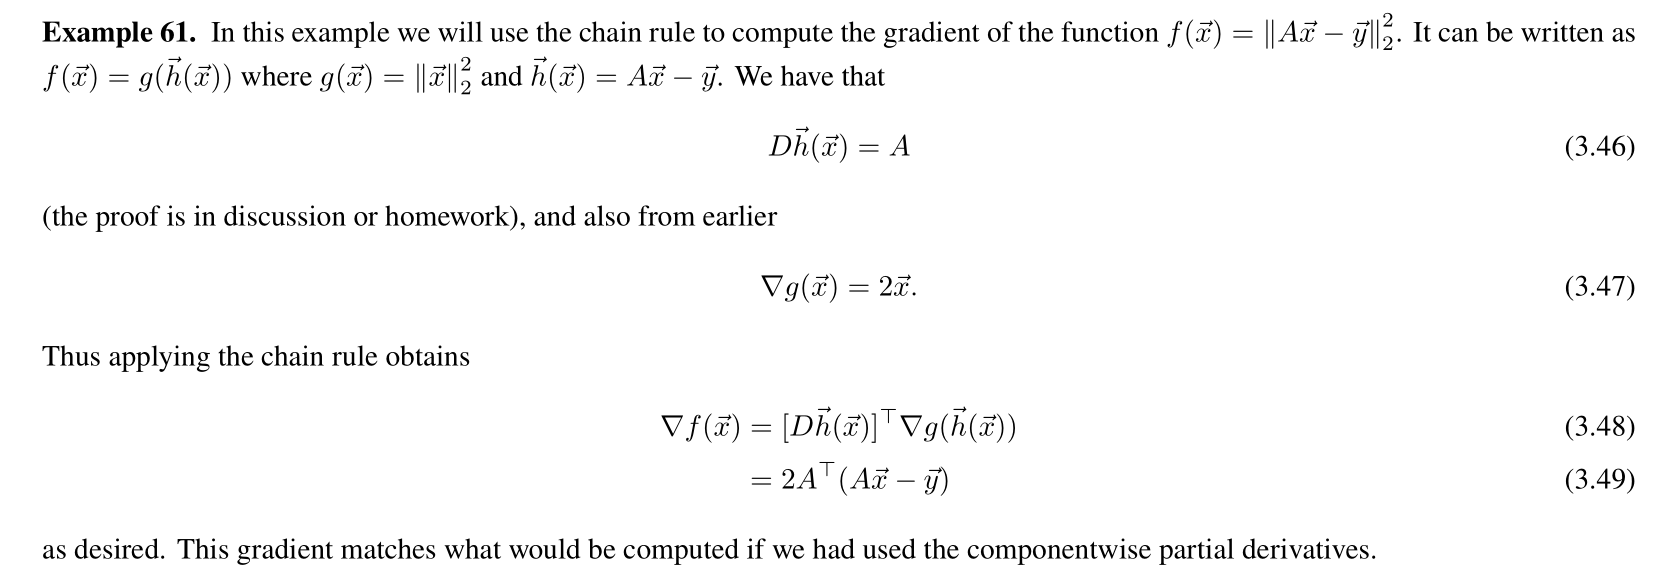 Example 61. In this example we will use the chain rule to compute the gradient of the function $f(\vec{x}) = \|A\vec{x} - \vec{y}\|_2^2$. It can be written as
$f(\vec{x}) = g(\vec{h}(\vec{x}))$ where $g(\vec{x}) = \|\vec{x}\|_2^2$ and $\vec{h}(\vec{x}) = A\vec{x} - \vec{y}$. We have that
$D\vec{h}(\vec{x}) = A$ (3.46)
(the proof is in discussion or homework), and also from earlier
$\nabla g(\vec{x}) = 2\vec{x}.$ (3.47)
Thus applying the chain rule obtains
$\nabla f(\vec{x}) = [D\vec{h}(\vec{x})]^\top \nabla g(\vec{h}(\vec{x}))$ (3.48)
$= 2A^\top (A\vec{x} - \vec{y})$ (3.49)
as desired. This gradient matches what would be computed if we had used the componentwise partial derivatives.